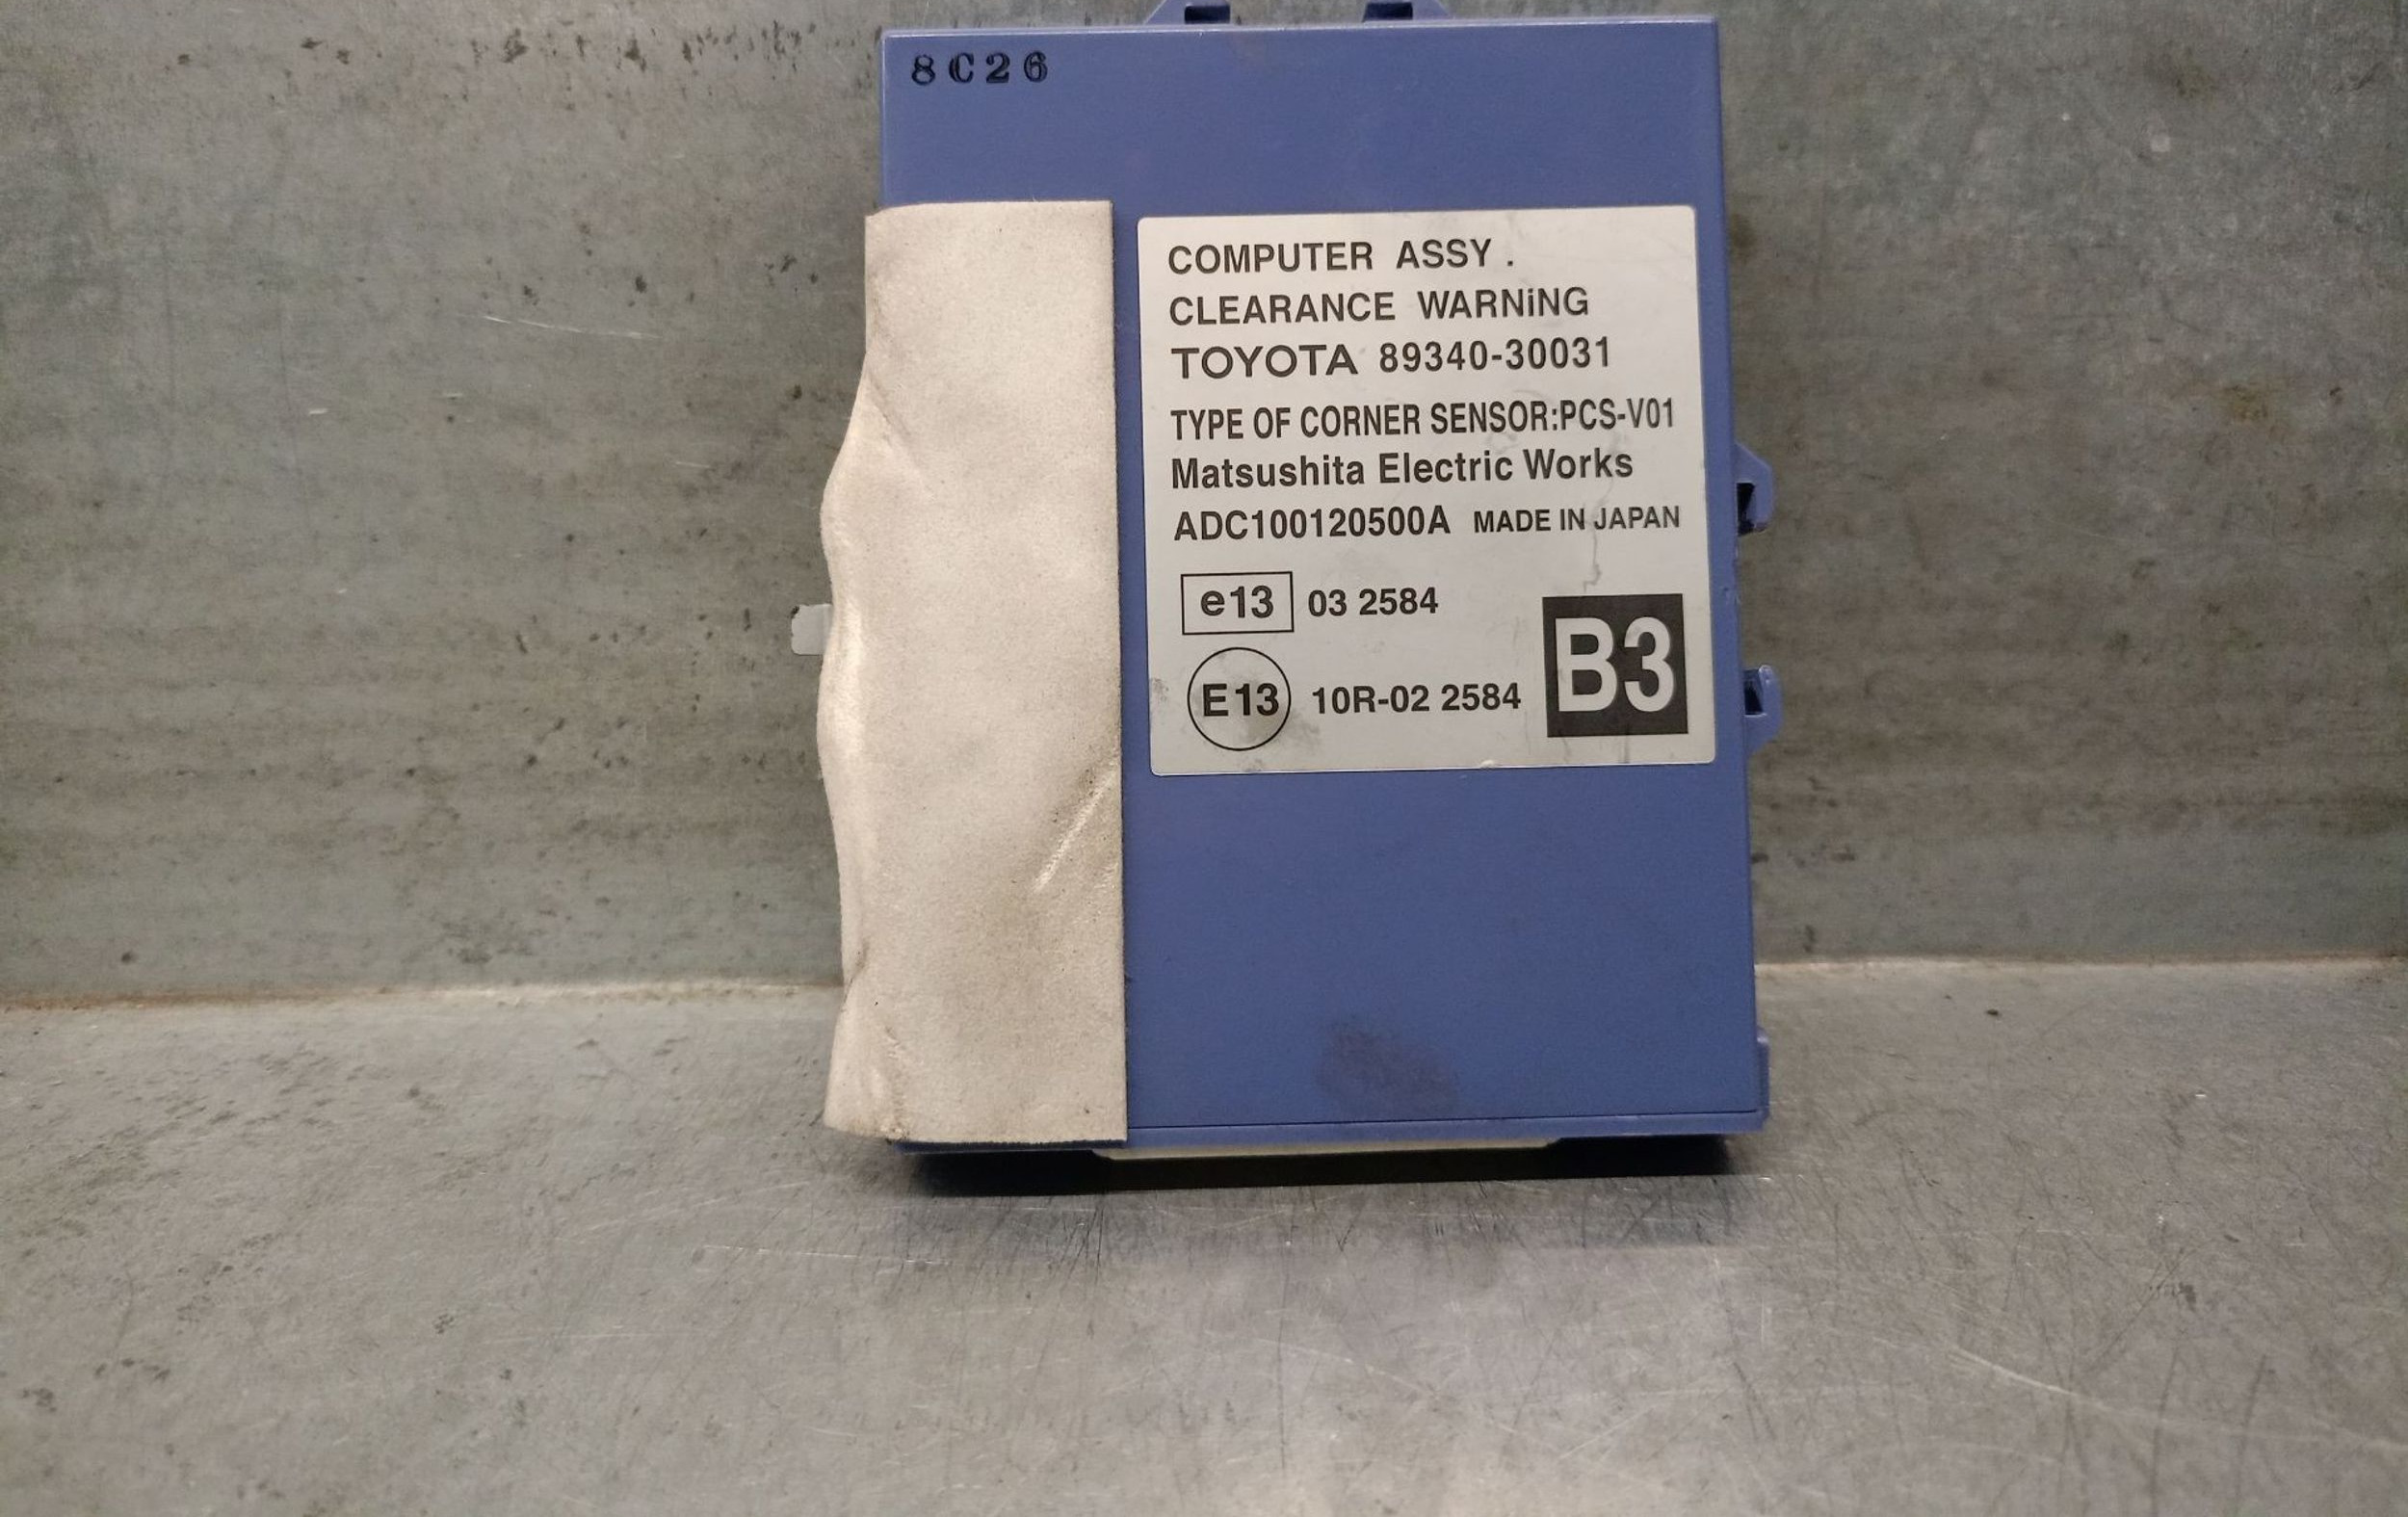 8C26
COMPUTER ASSY .
CLEARANCE WARNiNG
TOYOTA 89340-30031
TYPE OF CORNER SENSOR:PCS-V01
Matsushita Electric Works
ADC100120500A MADE IN JAPAN
e13 03 2584
E13 10R-02 2584
B3